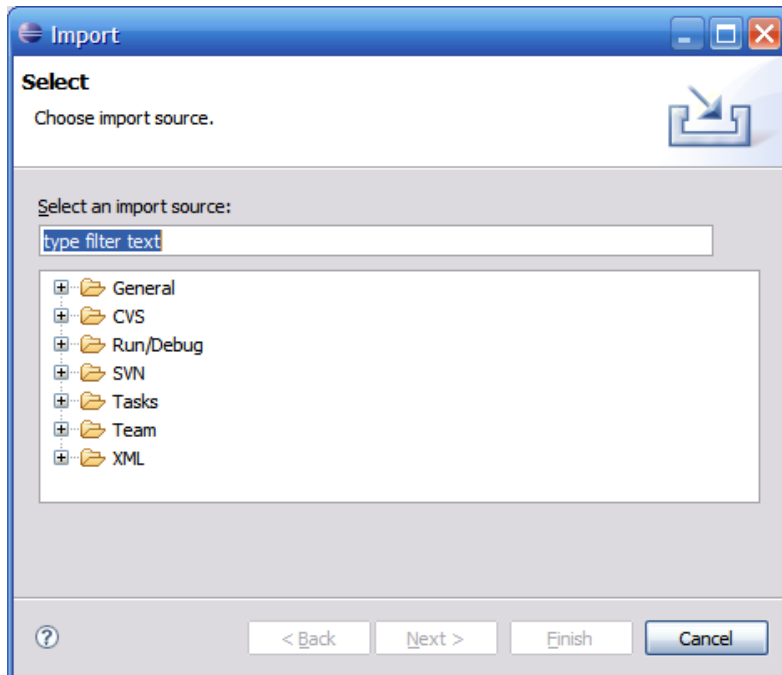 Import
Select
Choose import source.
Select an import source:
type filter text
General
CVS
Run/Debug
SVN
Tasks
Team
XML
? < Back Next > Finish Cancel